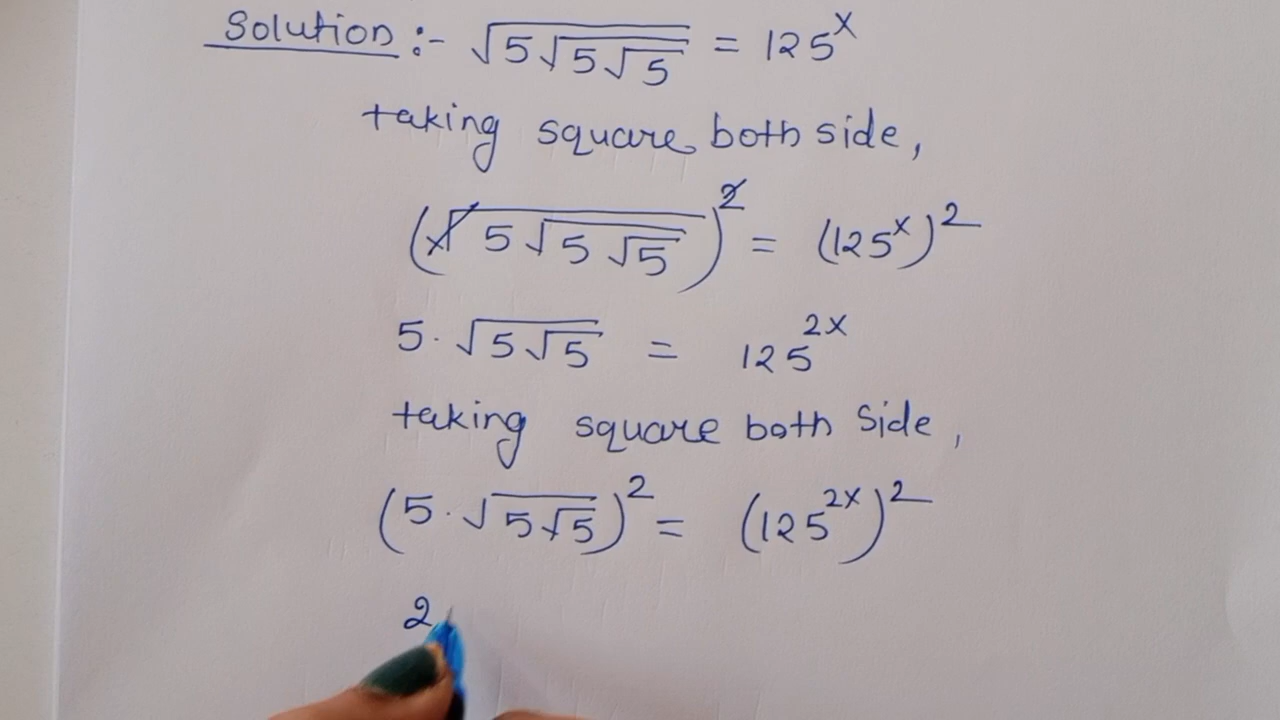 Solution :- √5√5√5 = 125^x
taking square both side,
(√5√5√5)^2 = (125^x)^2
5·√5√5 = 125^2x
taking square both Side,
(5·√5√5)^2 = (125^2x)^2
2